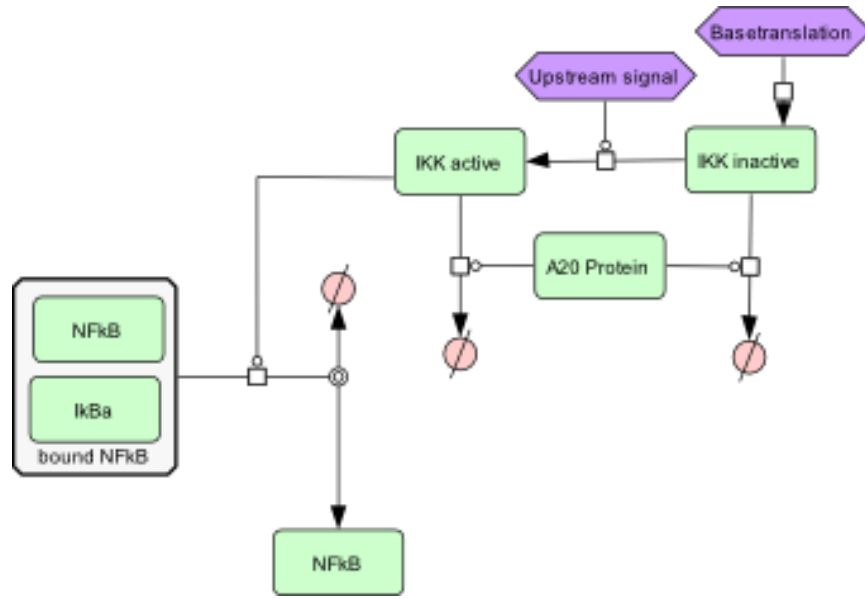 Basetranslation
Upstream signal
IKK active
IKK inactive
A20 Protein
NFkB
IkBa
bound NFkB
NFkB